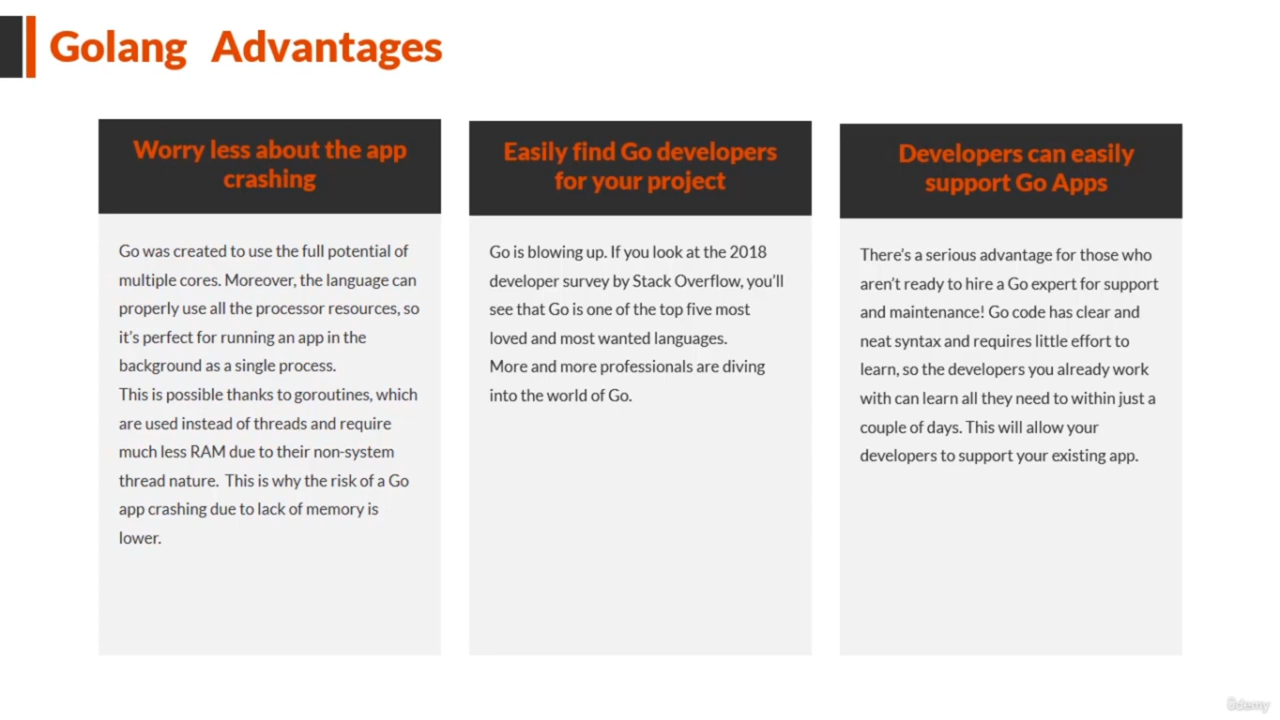 Golang Advantages
Worry less about the app
crashing
Go was created to use the full potential of
multiple cores. Moreover, the language can
properly use all the processor resources, so
it's perfect for running an app in the
background as a single process.
This is possible thanks to goroutines, which
are used instead of threads and require
much less RAM due to their non-system
thread nature. This is why the risk of a Go
app crashing due to lack of memory is
lower.
Easily find Go developers
for your project
Go is blowing up. If you look at the 2018
developer survey by Stack Overflow, you'll
see that Go is one of the top five most
loved and most wanted languages.
More and more professionals are diving
into the world of Go.
Developers can easily
support Go Apps
There's a serious advantage for those who
aren't ready to hire a Go expert for support
and maintenance! Go code has clear and
neat syntax and requires little effort to
learn, so the developers you already work
with can learn all they need to within just a
couple of days. This will allow your
developers to support your existing app.
ûdemy